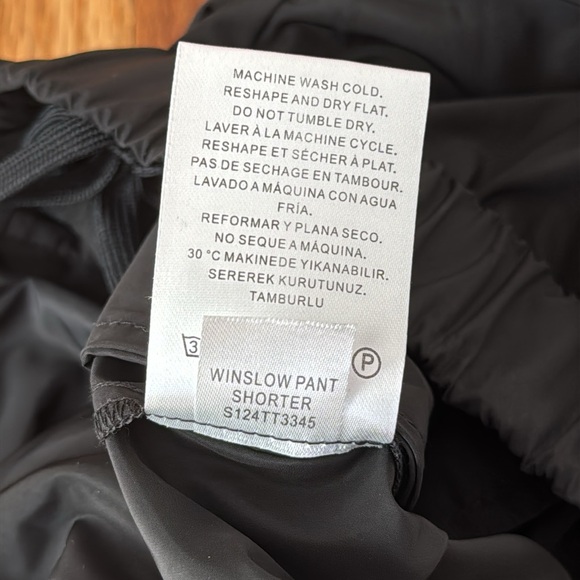 MACHINE WASH COLD.
RESHAPE AND DRY FLAT.
DO NOT TUMBLE DRY.
LAVER À LA MACHINE CYCLE.
RESHAPE ET SÉCHER À PLAT.
PAS DE SECHAGE EN TAMBOUR.
LAVADO A MÁQUINA CON AGUA
FRÍA.
REFORMAR Y PLANA SECO.
NO SEQUE A MÁQUINA.
30 °C MAKINEDE YIKANABILIR.
SEREREK KURUTUNUZ.
TAMBURLU
3
P
WINSLOW PANT
SHORTER
S124TT3345